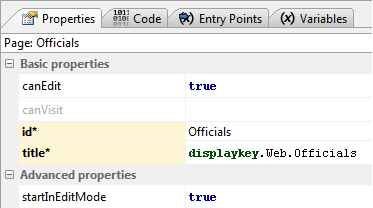 Properties Code Entry Points Variables
Page: Officials
Basic properties
canEdit true
canVisit
id* Officials
title* displaykey.Web.Officials
Advanced properties
startInEditMode true